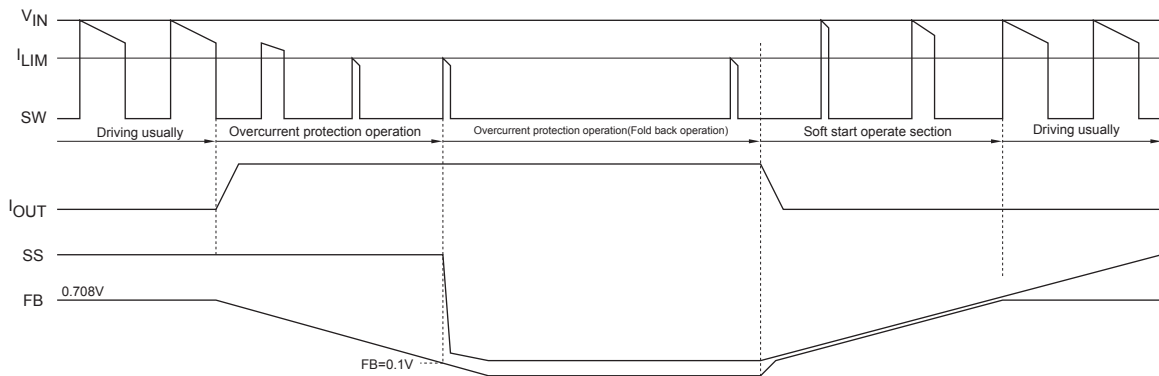 VIN
ILIM
SW
Driving usually
Overcurrent protection operation
Overcurrent protection operation(Fold back operation)
Soft start operate section
Driving usually
IOUT
SS
FB
0.708V
FB=0.1V